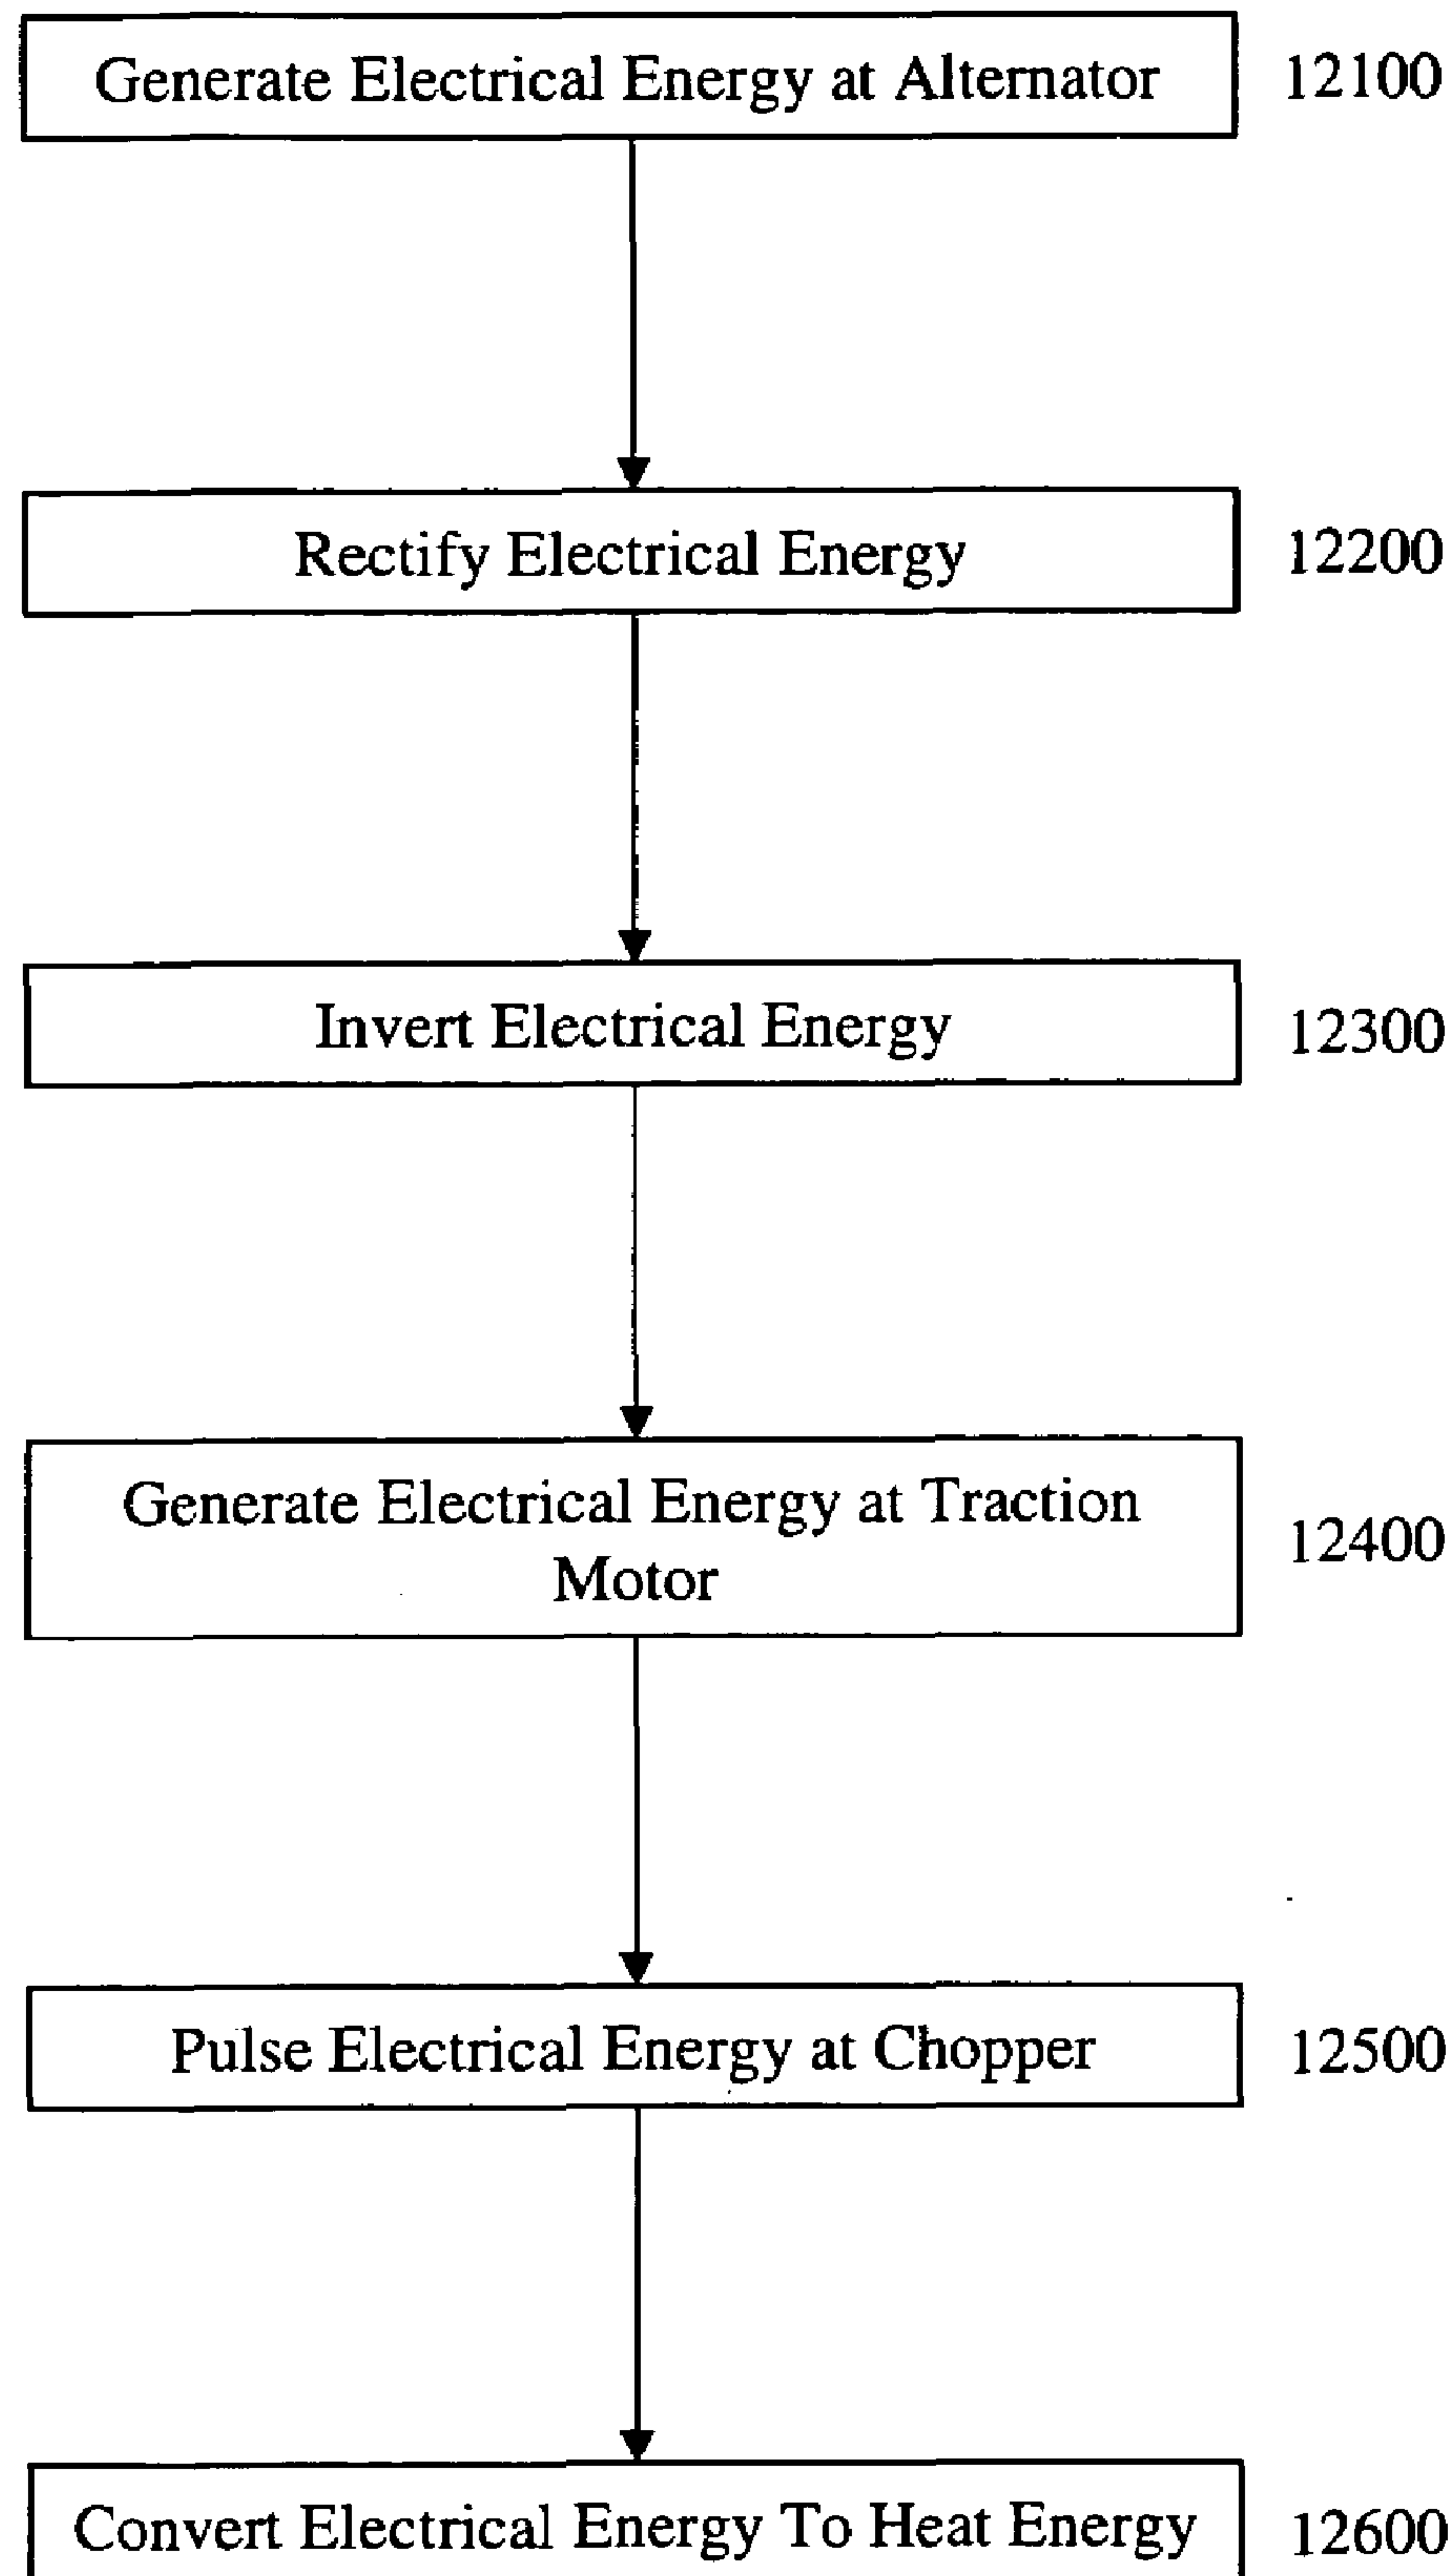 Generate Electrical Energy at Alternator 12100
Rectify Electrical Energy 12200
Invert Electrical Energy 12300
Generate Electrical Energy at Traction
Motor 12400
Pulse Electrical Energy at Chopper 12500
Convert Electrical Energy To Heat Energy 12600